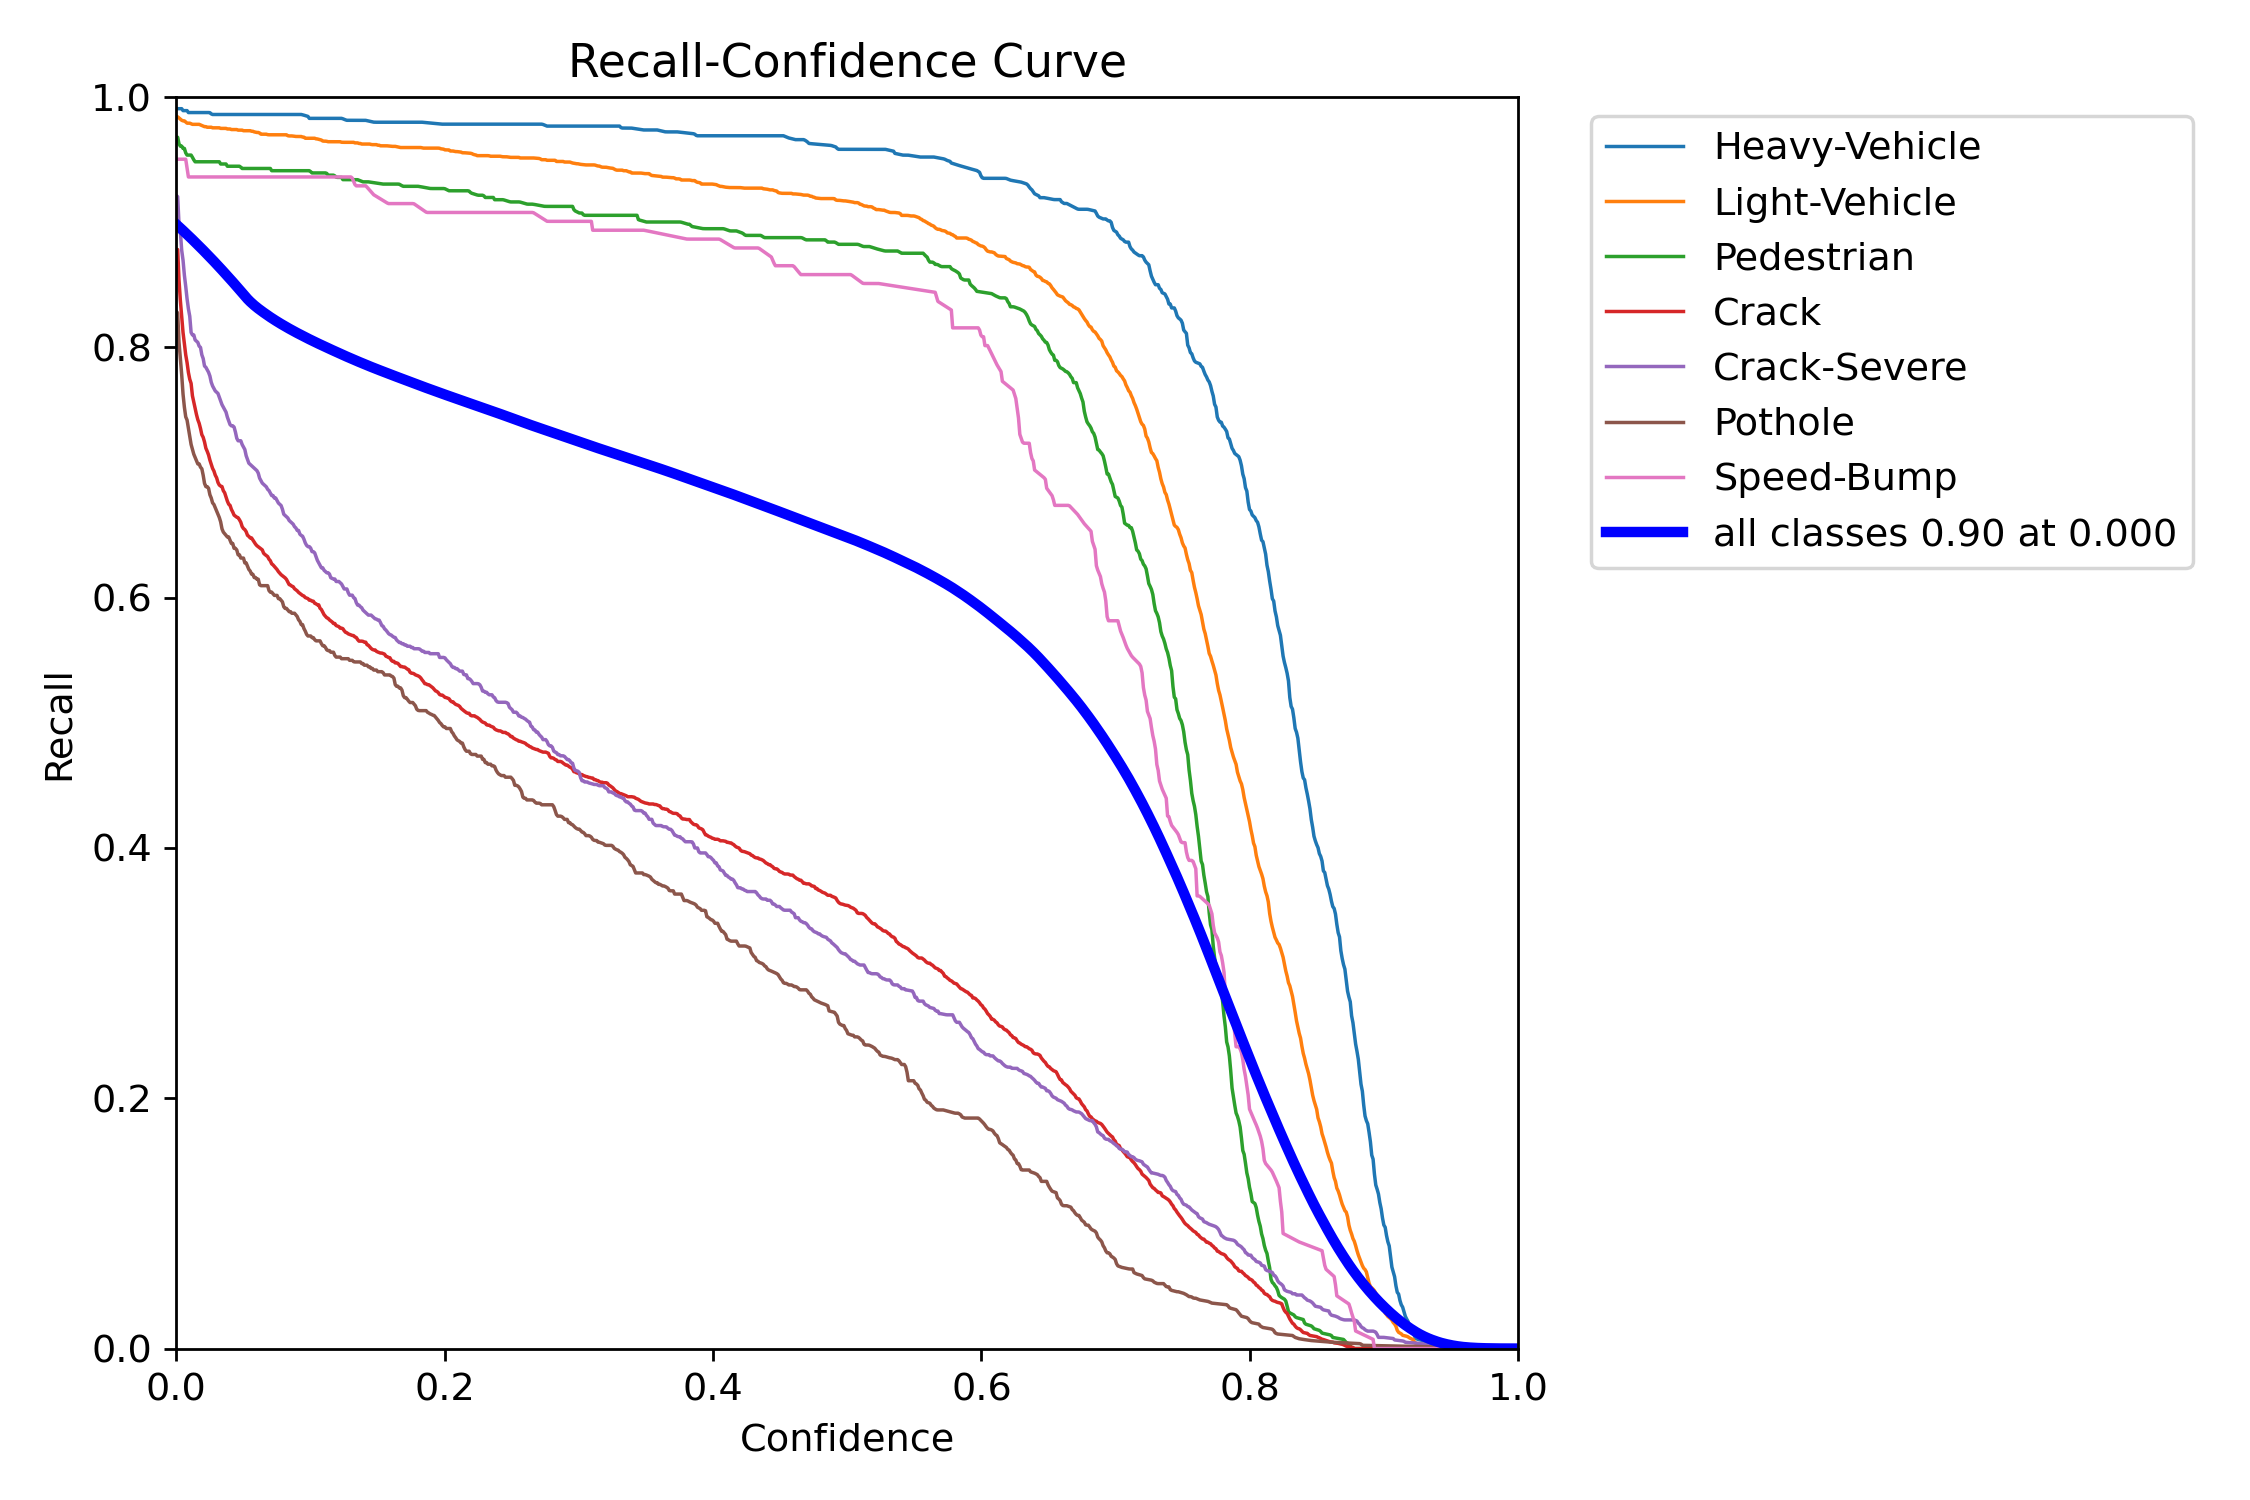 Recall-Confidence Curve
1.0
0.8
0.6
0.4
0.2
0.0
Recall
0.0 0.2 0.4 0.6 0.8 1.0
Confidence
Heavy-Vehicle
Light-Vehicle
Pedestrian
Crack
Crack-Severe
Pothole
Speed-Bump
all classes 0.90 at 0.000